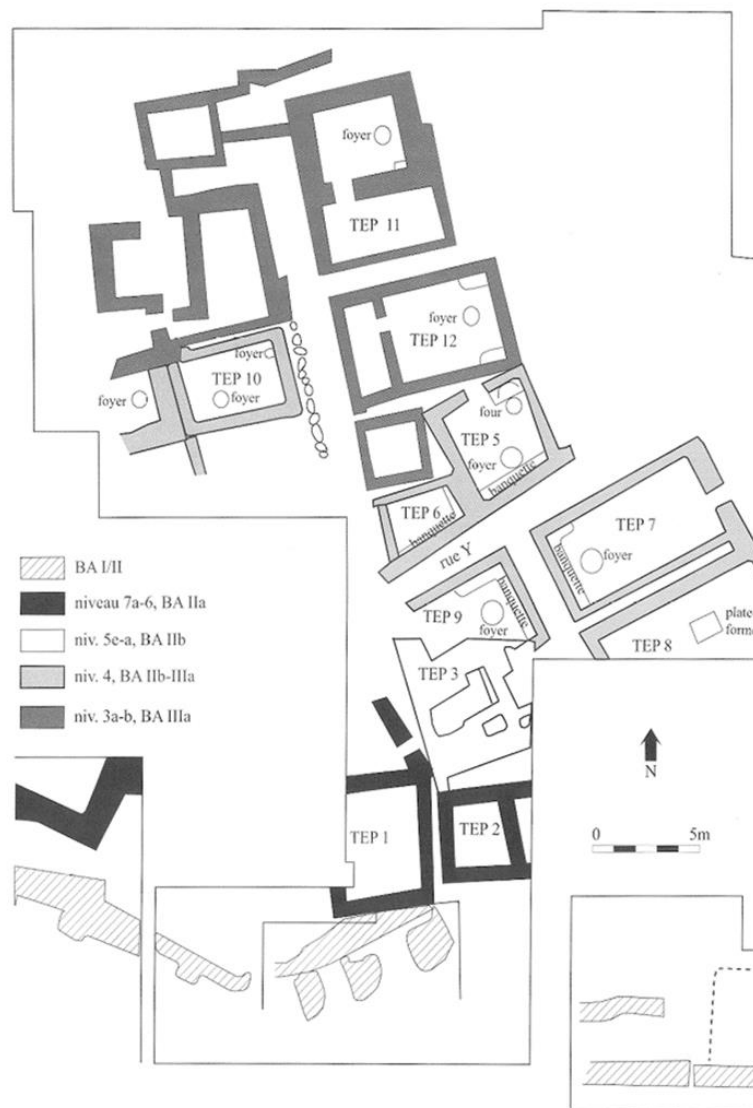 foyer
TEP 11
foyer
TEP 12
foyer
TEP 10
foyer
foyer
four
TEP 5
foyer
banquette
TEP 6
banquette
TEP 7
banquette
foyer
rue Y
TEP 9
banquette
foyer
plate
forme
TEP 8
TEP 3
BA I/II
niveau 7a-6, BA IIa
niv. 5e-a, BA IIb
niv. 4, BA IIb-IIIa
niv. 3a-b, BA IIIa
N
0 5m
TEP 1
TEP 2